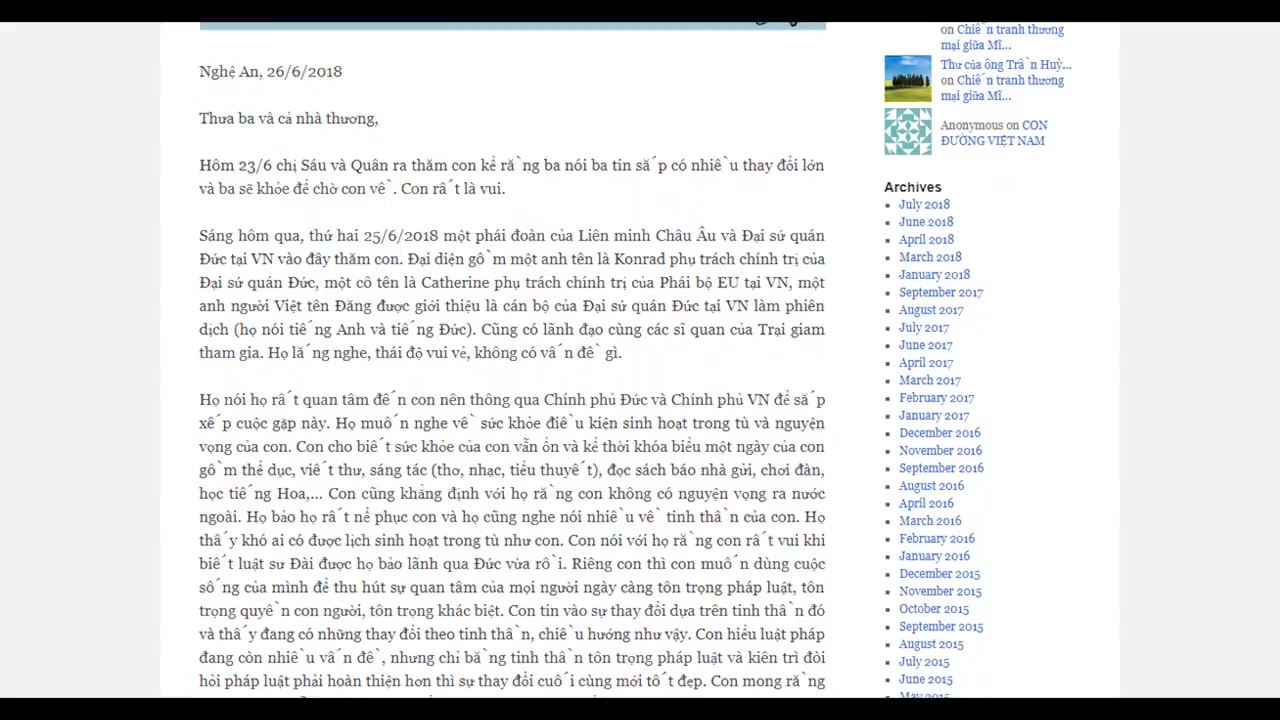 Nghệ An, 26/6/2018
Thưa ba và cả nhà thương,
Hôm 23/6 chị Sáu và Quân ra thăm con kể rằng ba nói ba tin sắp có nhiều thay đổi lớn
và ba sẽ khỏe để chờ con về. Con rất là vui.
Sáng hôm qua, thứ hai 25/6/2018 một phái đoàn của Liên minh Châu Âu và Đại sứ quán
Đức tại VN vào đây thăm con. Đại diện gồm một anh tên là Konrad phụ trách chính trị của
Đại sứ quán Đức, một cô tên là Catherine phụ trách chính trị của Phái bộ EU tại VN, một
anh người Việt tên Đăng được giới thiệu là cán bộ của Đại sứ quán Đức tại VN làm phiên
dịch (họ nói tiếng Anh và tiếng Đức). Cũng có lãnh đạo cùng các sĩ quan của Trại giam
tham gia. Họ lắng nghe, thái độ vui vẻ, không có vấn đề gì.
Họ nói họ rất quan tâm đến con nên thông qua Chính phủ Đức và Chính phủ VN để sắp
xếp cuộc gặp này. Họ muốn nghe về sức khỏe điều kiện sinh hoạt trong tù và nguyện
vọng của con. Con cho biết sức khỏe của con vẫn ổn và kể thời khóa biểu một ngày của con
gồm thể dục, viết thư, sáng tác (thơ, nhạc, tiểu thuyết), đọc sách báo nhà gửi, chơi đàn,
học tiếng Hoa,... Con cũng khẳng định với họ rằng con không có nguyện vọng ra nước
ngoài. Họ bảo họ rất nể phục con và họ cũng nghe nói nhiều về tinh thần của con. Họ
thấy khó ai có được lịch sinh hoạt trong tù như con. Con nói với họ rằng con rất vui khi
biết luật sư Đài được họ bảo lãnh qua Đức vừa rồi. Riêng con thì con muốn dùng cuộc
sống của mình để thu hút sự quan tâm của mọi người ngày càng tôn trọng pháp luật, tôn
trọng quyền con người, tôn trọng khác biệt. Con tin vào sự thay đổi dựa trên tinh thần đó
và thấy đang có những thay đổi theo tinh thần, chiều hướng như vậy. Con hiểu luật pháp
đang còn nhiều vấn đề, nhưng chỉ bằng tinh thần tôn trọng pháp luật và kiên trì đòi
hỏi pháp luật phải hoàn thiện hơn thì sự thay đổi cuối cùng mới tốt đẹp. Con mong rằng
on Chiến tranh thương
mại giữa Mĩ...
Thư của ông Trần Huỳ...
on Chiến tranh thương
mại giữa Mĩ...
Anonymous on CON
ĐƯỜNG VIỆT NAM
Archives
July 2018
June 2018
April 2018
March 2018
January 2018
September 2017
August 2017
July 2017
June 2017
April 2017
March 2017
February 2017
January 2017
December 2016
November 2016
September 2016
August 2016
April 2016
March 2016
February 2016
January 2016
December 2015
November 2015
October 2015
September 2015
August 2015
July 2015
June 2015
May 2015